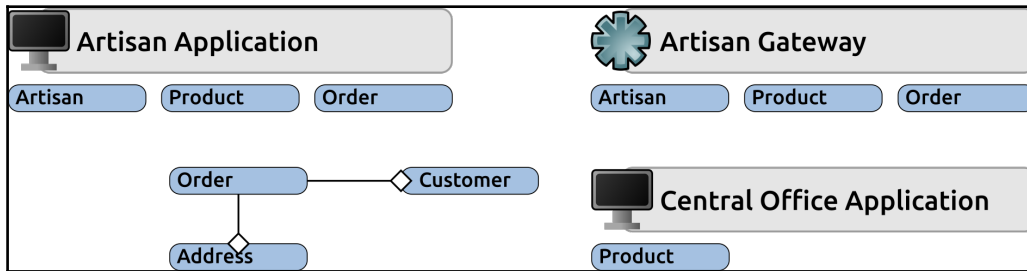 Artisan Application
Artisan Product Order
Order Customer
Address
Artisan Gateway
Artisan Product Order
Central Office Application
Product